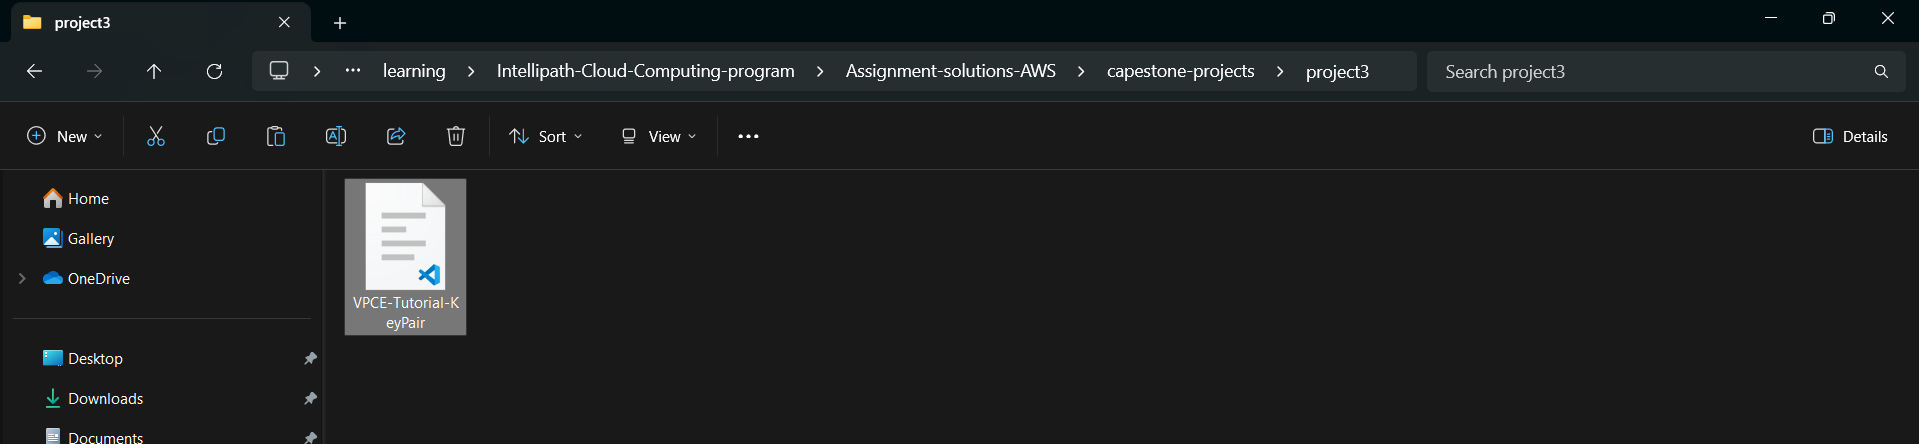 project3
learning Intellipath-Cloud-Computing-program Assignment-solutions-AWS capestone-projects project3 Search project3
New Sort View Details
Home
Gallery
OneDrive
VPCE-Tutorial-K
eyPair
Desktop
Downloads
Documents